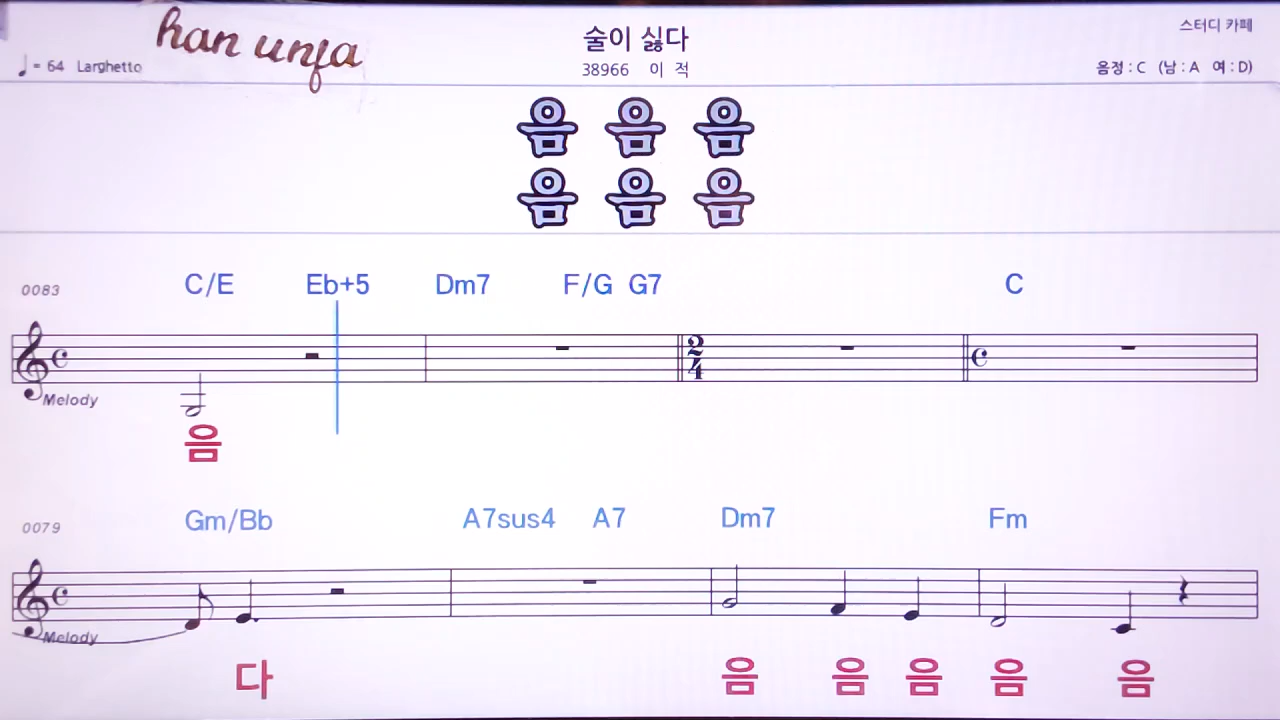 han unja
술이 싫다
스터디 카페
♩= 64 Larghetto
38966 이 적
음정 : C (남 : A 여 : D)
음 음 음
음 음 음
0083 C/E Eb+5 Dm7 F/G G7 C
2
4
Melody
음
0079 Gm/Bb A7sus4 A7 Dm7 Fm
Melody
다 음 음 음 음 음